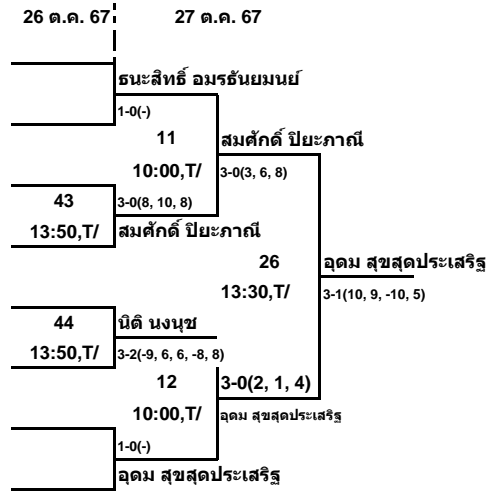 26 ต.ค. 67 27 ต.ค. 67
ธนะสิทธิ์ อมรธันยมนย์
1-0(-)
11 สมศักดิ์ ปิยะภาณี
10:00,T/ 3-0(3, 6, 8)
43 3-0(8, 10, 8)
13:50,T/ สมศักดิ์ ปิยะภาณี
26 อุดม สุขสุดประเสริฐ
13:30,T/ 3-1(10, 9, -10, 5)
44 นิติ นงนุช
13:50,T/ 3-2(-9, 6, 6, -8, 8)
12 3-0(2, 1, 4)
10:00,T/ อุดม สุขสุดประเสริฐ
1-0(-)
อุดม สุขสุดประเสริฐ